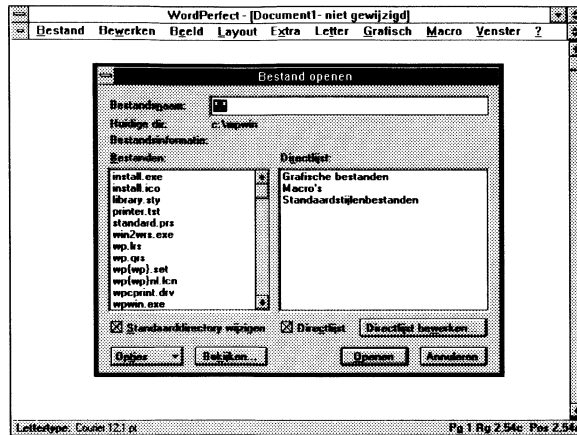 WordPerfect - [Document1- niet gewijzigd]
Bestand Bewerken Beeld Layout Extra Letter Grafisch Macro Venster ?
Bestand openen
Bestandsnaam:
Huidige dir: c:\wpwin
Bestandsinformatie:
Bestanden:
install.exe
install.ico
library.sty
printer.tst
standard.prs
win2wrs.exe
wp.lrs
wp.qrs
wp{wp}.set
wp{wp}nl.lcn
wpcprint.drv
wpwin.exe
Directlijst:
Grafische bestanden
Macro's
Standaardstijlenbestanden
Standaarddirectory wijzigen
Directlijst
Directlijst bewerken...
Opties
Bekijken...
Openen
Annuleren
Lettertype: Courier 12,1 pt
Pg 1 Rg 2.54c Pos 2.54c